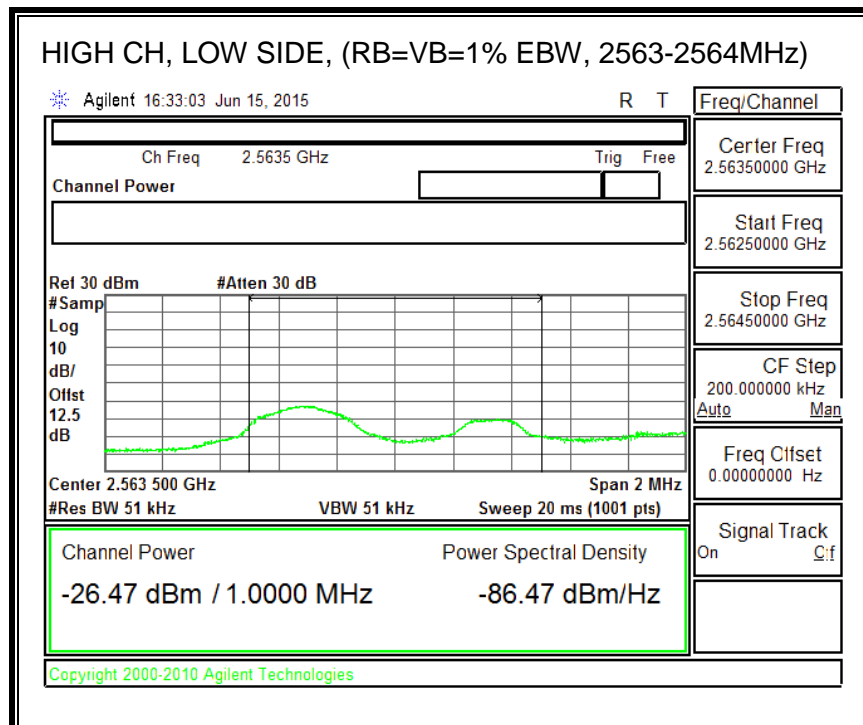 HIGH CH, LOW SIDE, (RB=VB=1% EBW, 2563-2564MHz)
Agilent 16:33:03 Jun 15, 2015 R T
Freq/Channel
Ch Freq 2.5635 GHz Trig Free
Channel Power
Center Freq
2.56350000 GHz
Start Freq
2.56250000 GHz
Stop Freq
2.56450000 GHz
CF Step
200.000000 kHz
Auto Man
Freq Offset
0.00000000 Hz
Signal Track
On Off
Ref 30 dBm #Atten 30 dB
#Samp
Log
10
dB/
Offst
12.5
dB
Center 2.563 500 GHz Span 2 MHz
#Res BW 51 kHz VBW 51 kHz Sweep 20 ms (1001 pts)
Channel Power Power Spectral Density
-26.47 dBm / 1.0000 MHz -86.47 dBm/Hz
Copyright 2000-2010 Agilent Technologies